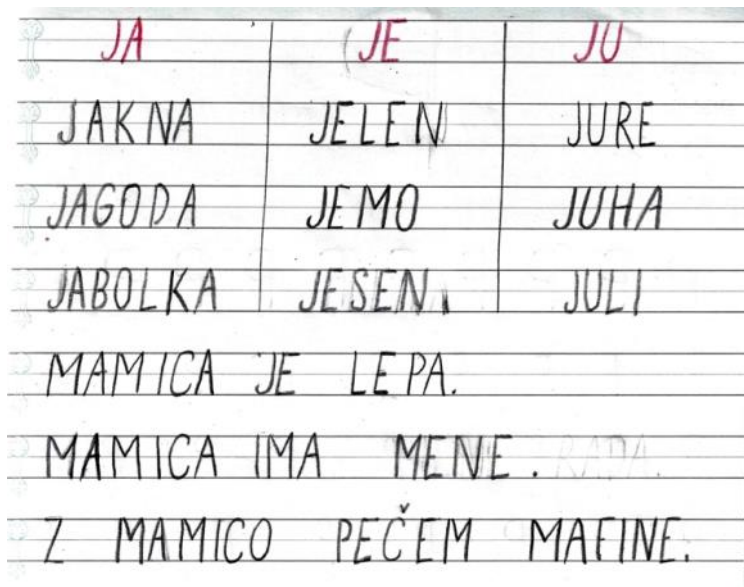 JA JE JU
JAKNA JELEN JURE
JAGODA JEMO JUHA
JABOLKA JESEN JULI
MAMICA JE LEPA.
MAMICA IMA MENE. RADA.
Z MAMICO PEČEM MAFINE.